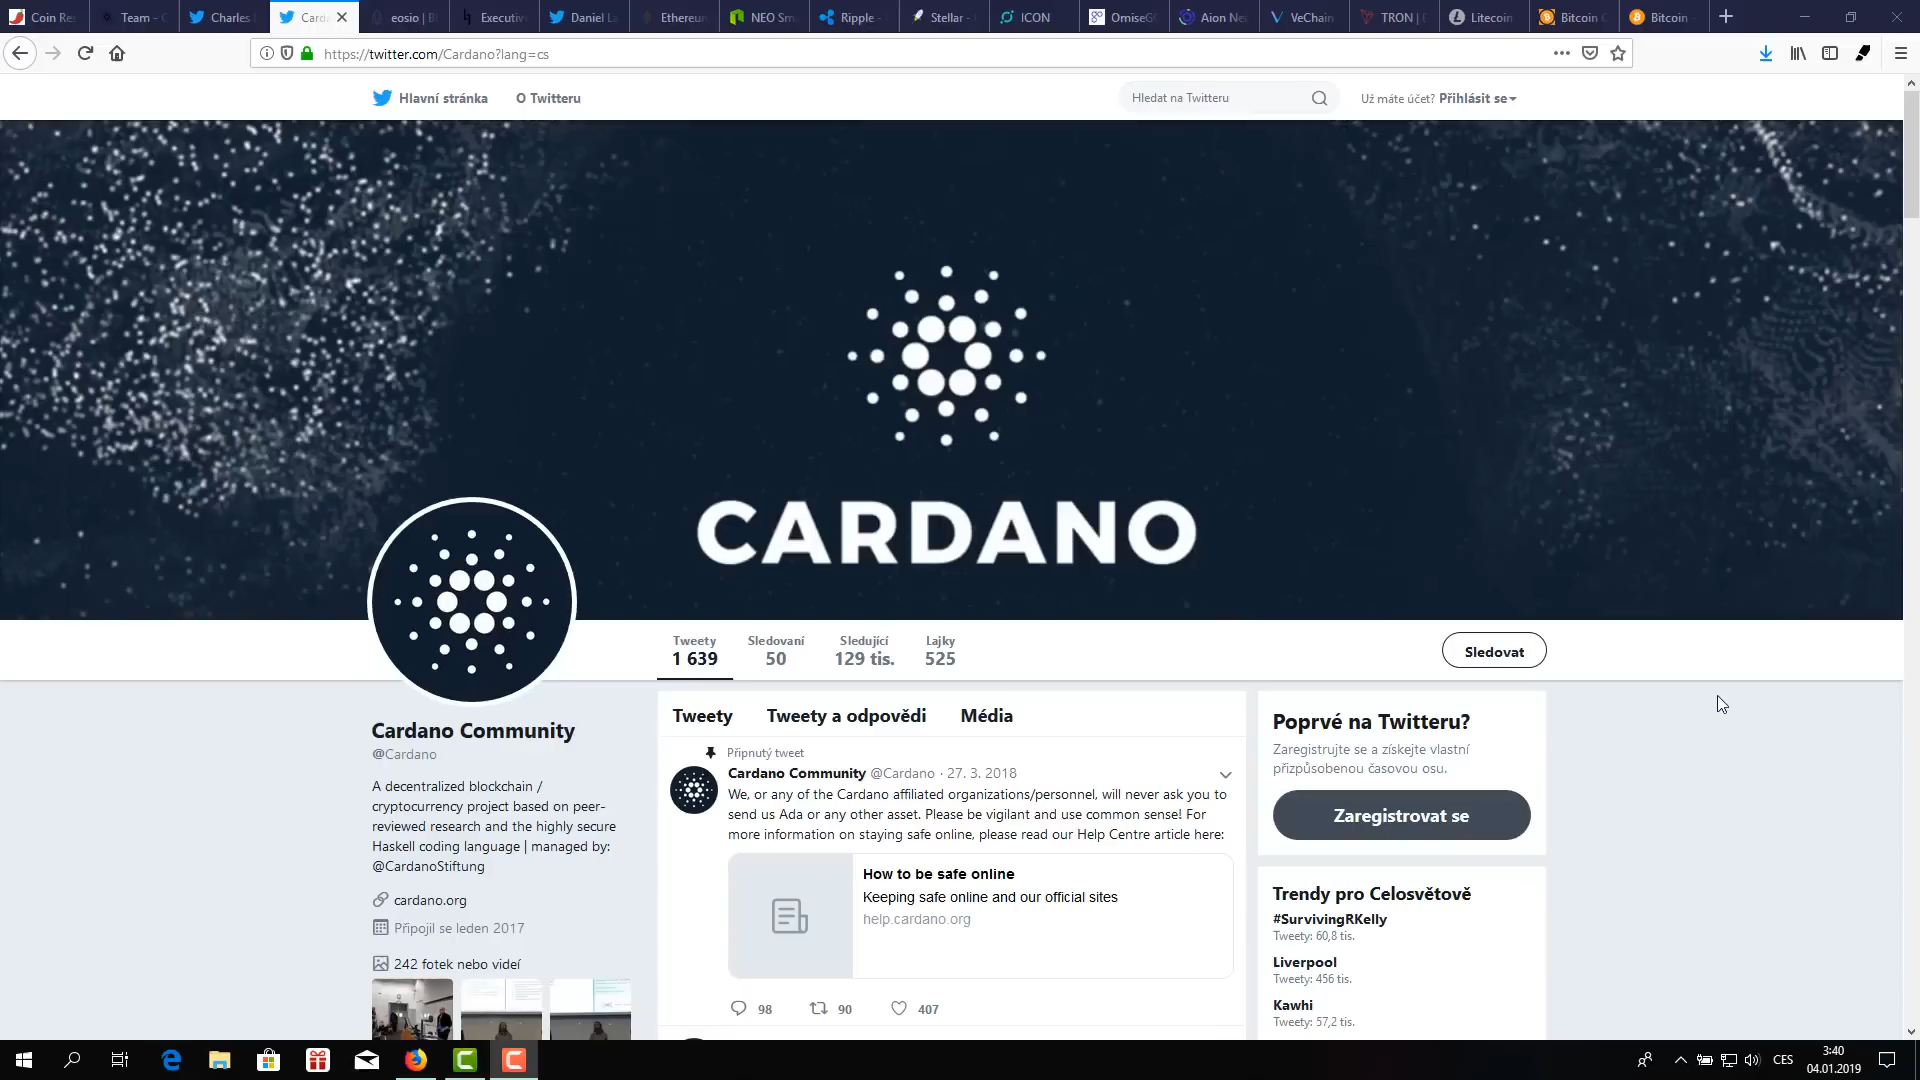 Coin Re
Team - C
Charles
Carda
eosio | B
Executiv
Daniel La
Ethereu
NEO Sm
Ripple -
Stellar -
ICON
OmiseG
Aion Ne
VeChain
TRON |
Litecoin
Bitcoin C
Bitcoin
https://twitter.com/Cardano?lang=cs
Hlavní stránka
O Twitteru
Hledat na Twitteru
Už máte účet? Přihlásit se
CARDANO
Tweety
Sledovaní
Sledující
Lajky
1 639
50
129 tis.
525
Sledovat
Cardano Community
@Cardano
A decentralized blockchain /
cryptocurrency project based on peer-
reviewed research and the highly secure
Haskell coding language | managed by:
@CardanoStiftung
cardano.org
Připojil se leden 2017
242 fotek nebo videí
Tweety
Tweety a odpovědi
Média
Připnutý tweet
Cardano Community @Cardano · 27. 3. 2018
We, or any of the Cardano affiliated organizations/personnel, will never ask you to
send us Ada or any other asset. Please be vigilant and use common sense! For
more information on staying safe online, please read our Help Centre article here:
How to be safe online
Keeping safe online and our official sites
help.cardano.org
98
90
407
Poprvé na Twitteru?
Zaregistrujte se a získejte vlastní
přizpůsobenou časovou osu.
Zaregistrovat se
Trendy pro Celosvětově
#SurvivingRKelly
Tweety: 60,8 tis.
Liverpool
Tweety: 456 tis.
Kawhi
Tweety: 57,2 tis.
CES
3:40
04.01.2019